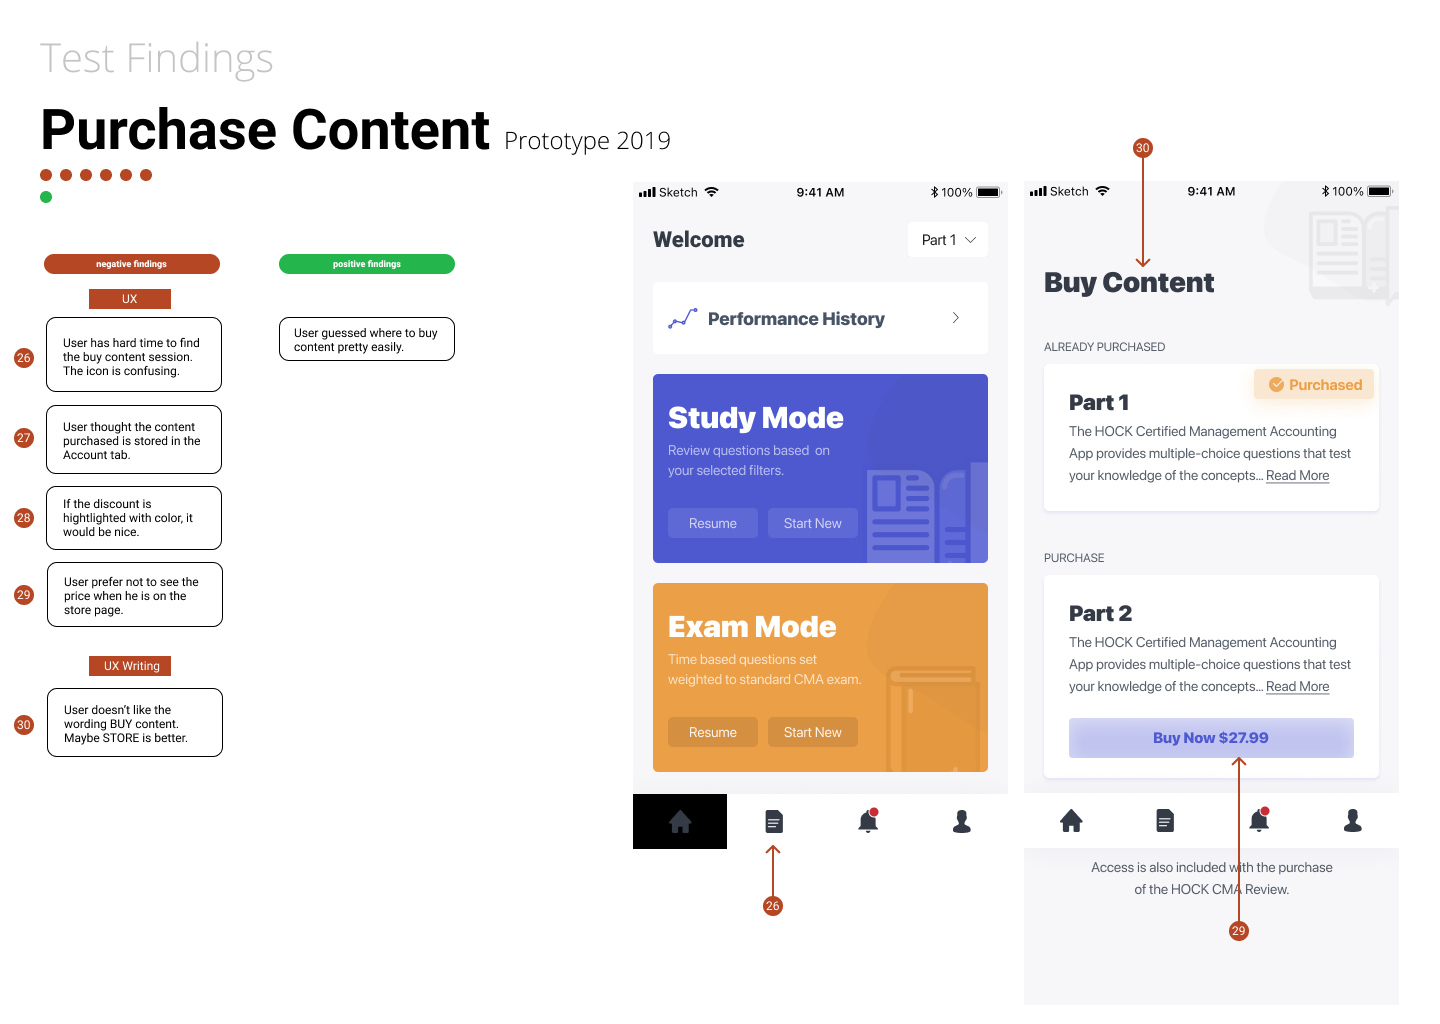 Test Findings
Purchase Content Prototype 2019
negative findings
UX
26
User has hard time to find
the buy content session.
The icon is confusing.
27
User thought the content
purchased is stored in the
Account tab.
28
If the discount is
hightlighted with color, it
would be nice.
29
User prefer not to see the
price when he is on the
store page.
UX Writing
30
User doesn't like the
wording BUY content.
Maybe STORE is better.
positive findings
User guessed where to buy
content pretty easily.
Sketch 9:41 AM 100%
Welcome
Part 1
Performance History
Study Mode
Review questions based on
your selected filters.
Resume Start New
Exam Mode
Time based questions set
weighted to standard CMA exam.
Resume Start New
26
30
Sketch 9:41 AM 100%
Buy Content
ALREADY PURCHASED
Purchased
Part 1
The HOCK Certified Management Accounting
App provides multiple-choice questions that test
your knowledge of the concepts... Read More
PURCHASE
Part 2
The HOCK Certified Management Accounting
App provides multiple-choice questions that test
your knowledge of the concepts... Read More
Buy Now $27.99
Access is also included with the purchase
of the HOCK CMA Review.
29